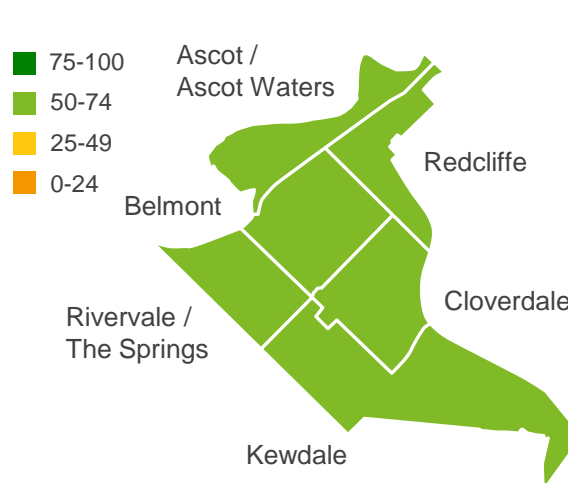 75-100
50-74
25-49
0-24
Ascot /
Ascot Waters
Redcliffe
Belmont
Cloverdale
Rivervale /
The Springs
Kewdale